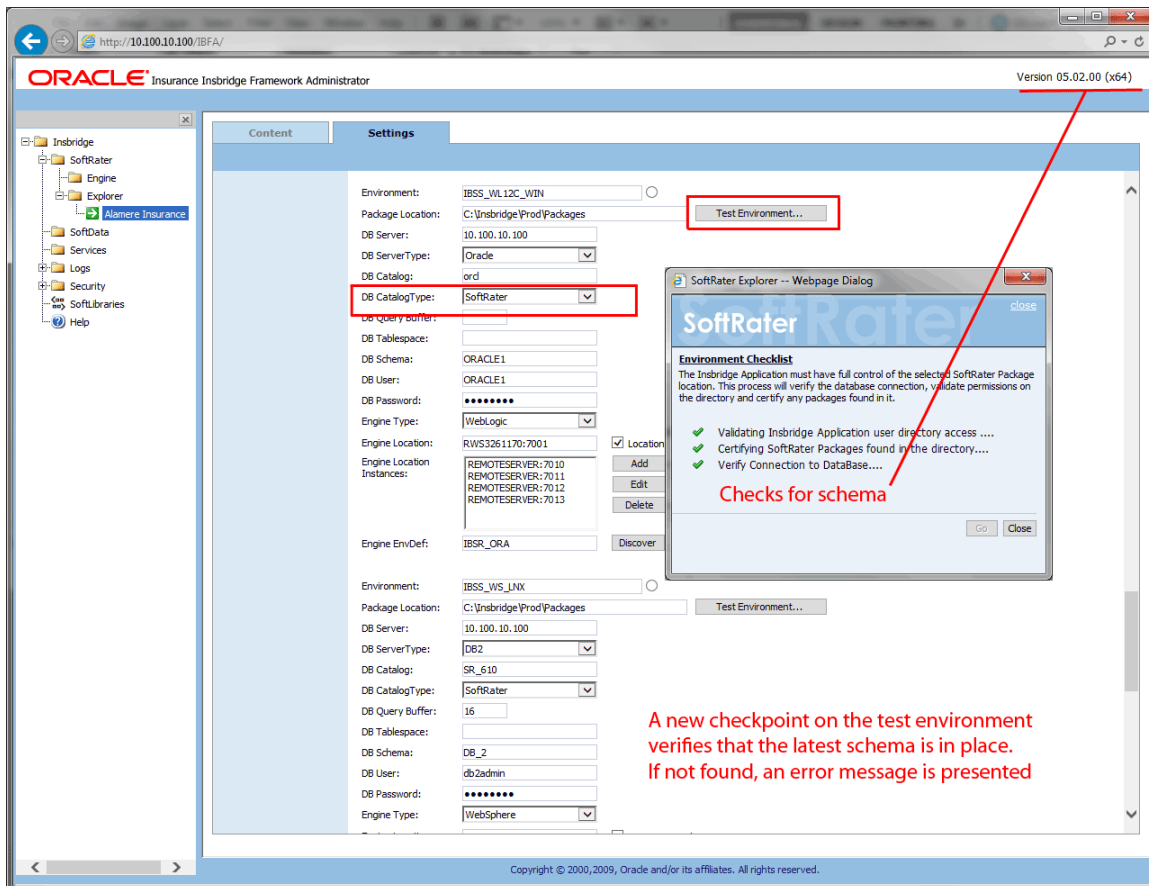 http://10.100.10.100/IBFA/
ORACLE Insurance Insbridge Framework Administrator
Version 05.02.00 (x64)
Insbridge
SoftRater
Engine
Explorer
Alamere Insurance
SoftData
Services
Logs
Security
SoftLibraries
Help
Content Settings
Environment: IBSS_WL12C_WIN
Package Location: C:\Insbridge\Prod\Packages Test Environment...
DB Server: 10.100.10.100
DB ServerType: Oracle
DB Catalog: orcl
DB CatalogType: SoftRater
DB Query Buffer:
DB Tablespace:
DB Schema: ORACLE1
DB User: ORACLE1
DB Password: ••••••••
Engine Type: WebLogic
Engine Location: RWS3261170:7001 Location
Engine Location Instances:
REMOTESERVER:7010
REMOTESERVER:7011
REMOTESERVER:7012
REMOTESERVER:7013
Add
Edit
Delete
Engine EnvDef: IBSR_ORA Discover
SoftRater Explorer -- Webpage Dialog
close
SoftRater
SoftRater
Environment Checklist
The Insbridge Application must have full control of the selected SoftRater Package
location. This process will verify the database connection, validate permissions on
the directory and certify any packages found in it.
Validating Insbridge Application user directory access ....
Certifying SoftRater Packages found in the directory....
Verify Connection to DataBase....
Checks for schema
Go Close
Environment: IBSS_WS_LNX
Package Location: C:\Insbridge\Prod\Packages Test Environment...
DB Server: 10.100.10.100
DB ServerType: DB2
DB Catalog: SR_610
DB CatalogType: SoftRater
DB Query Buffer: 16
DB Tablespace:
DB Schema: DB_2
DB User: db2admin
DB Password: ••••••••
Engine Type: WebSphere
A new checkpoint on the test environment
verifies that the latest schema is in place.
If not found, an error message is presented
Copyright © 2000,2009, Oracle and/or its affiliates. All rights reserved.